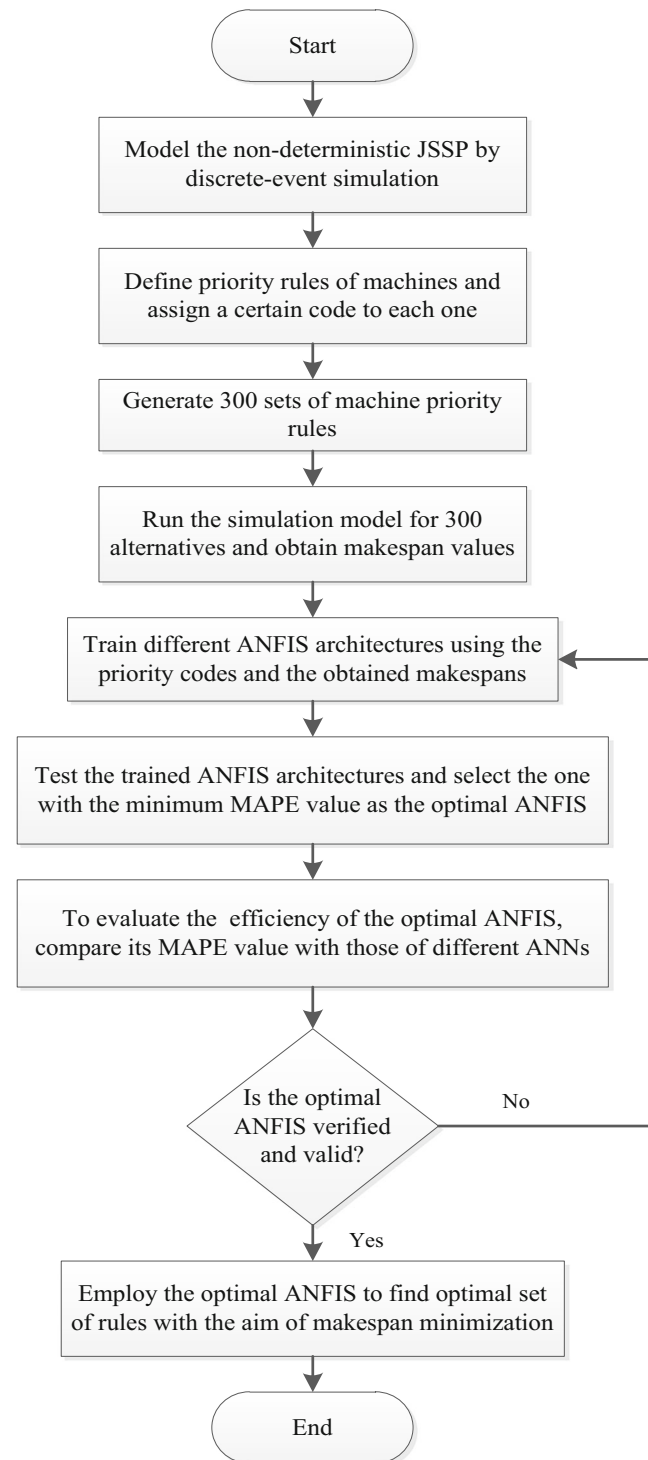 Start
Model the non-deterministic JSSP by
discrete-event simulation
Define priority rules of machines and
assign a certain code to each one
Generate 300 sets of machine priority
rules
Run the simulation model for 300
alternatives and obtain makespan values
Train different ANFIS architectures using the
priority codes and the obtained makespans
Test the trained ANFIS architectures and select the one
with the minimum MAPE value as the optimal ANFIS
To evaluate the efficiency of the optimal ANFIS,
compare its MAPE value with those of different ANNs
Is the optimal
ANFIS verified
and valid?
No
Yes
Employ the optimal ANFIS to find optimal set
of rules with the aim of makespan minimization
End